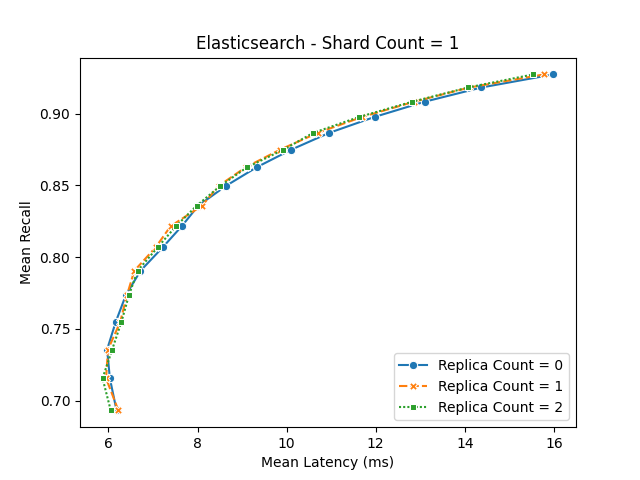 Elasticsearch - Shard Count = 1
0.90
0.85
0.80
0.75
0.70
Mean Recall
Replica Count = 0
Replica Count = 1
Replica Count = 2
6 8 10 12 14 16
Mean Latency (ms)